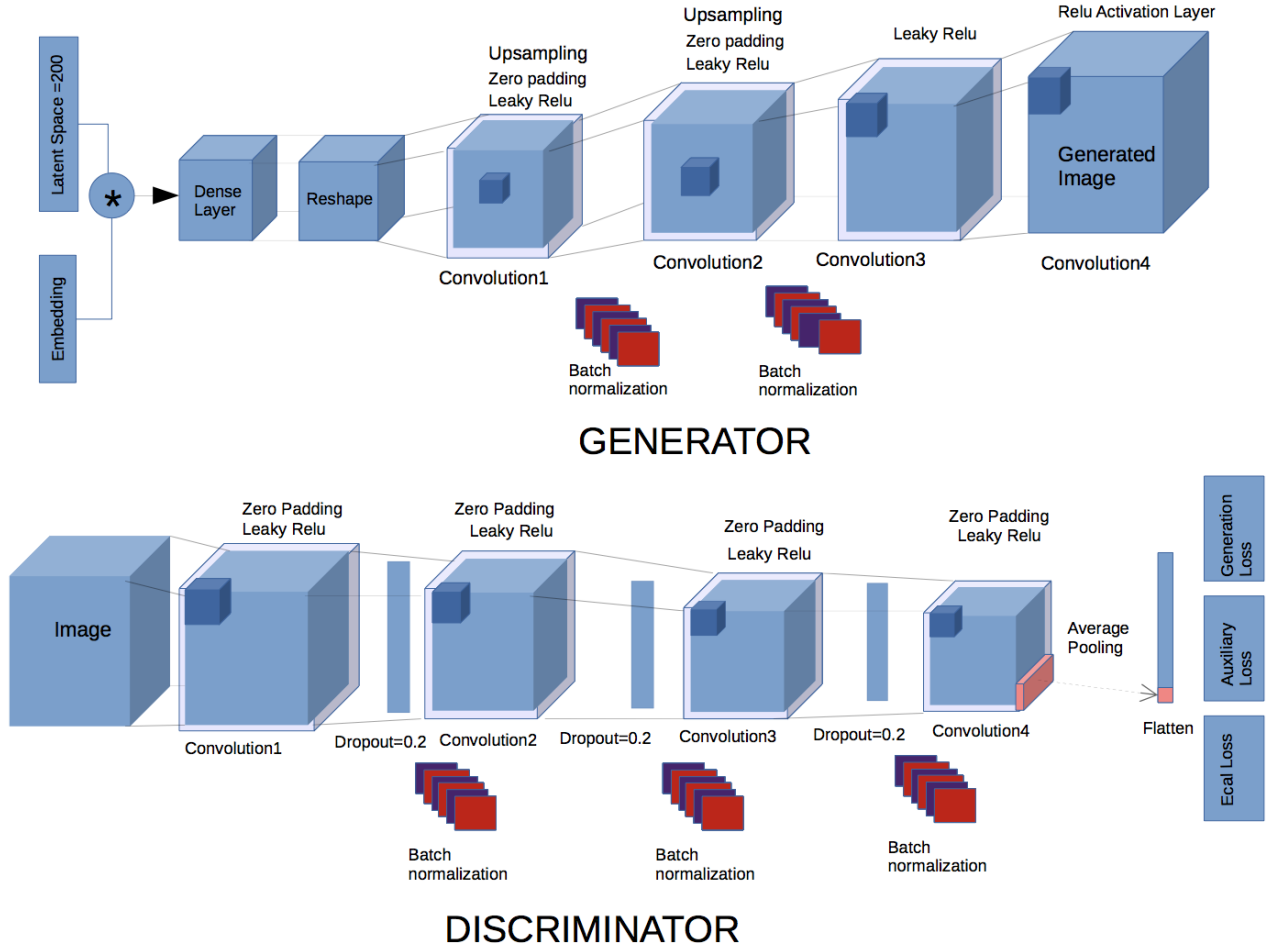 Latent Space =200
Embedding
*
Dense
Layer
Reshape
Upsampling
Zero padding
Leaky Relu
Convolution1
Upsampling
Zero padding
Leaky Relu
Convolution2
Leaky Relu
Convolution3
Relu Activation Layer
Generated
Image
Convolution4
Batch
normalization
Batch
normalization
GENERATOR
Image
Zero Padding
Leaky Relu
Convolution1
Dropout=0.2
Zero Padding
Leaky Relu
Convolution2
Dropout=0.2
Zero Padding
Leaky Relu
Convolution3
Dropout=0.2
Zero Padding
Leaky Relu
Convolution4
Average
Pooling
Flatten
Generation
Loss
Auxiliary
Loss
Ecal Loss
Batch
normalization
Batch
normalization
Batch
normalization
DISCRIMINATOR